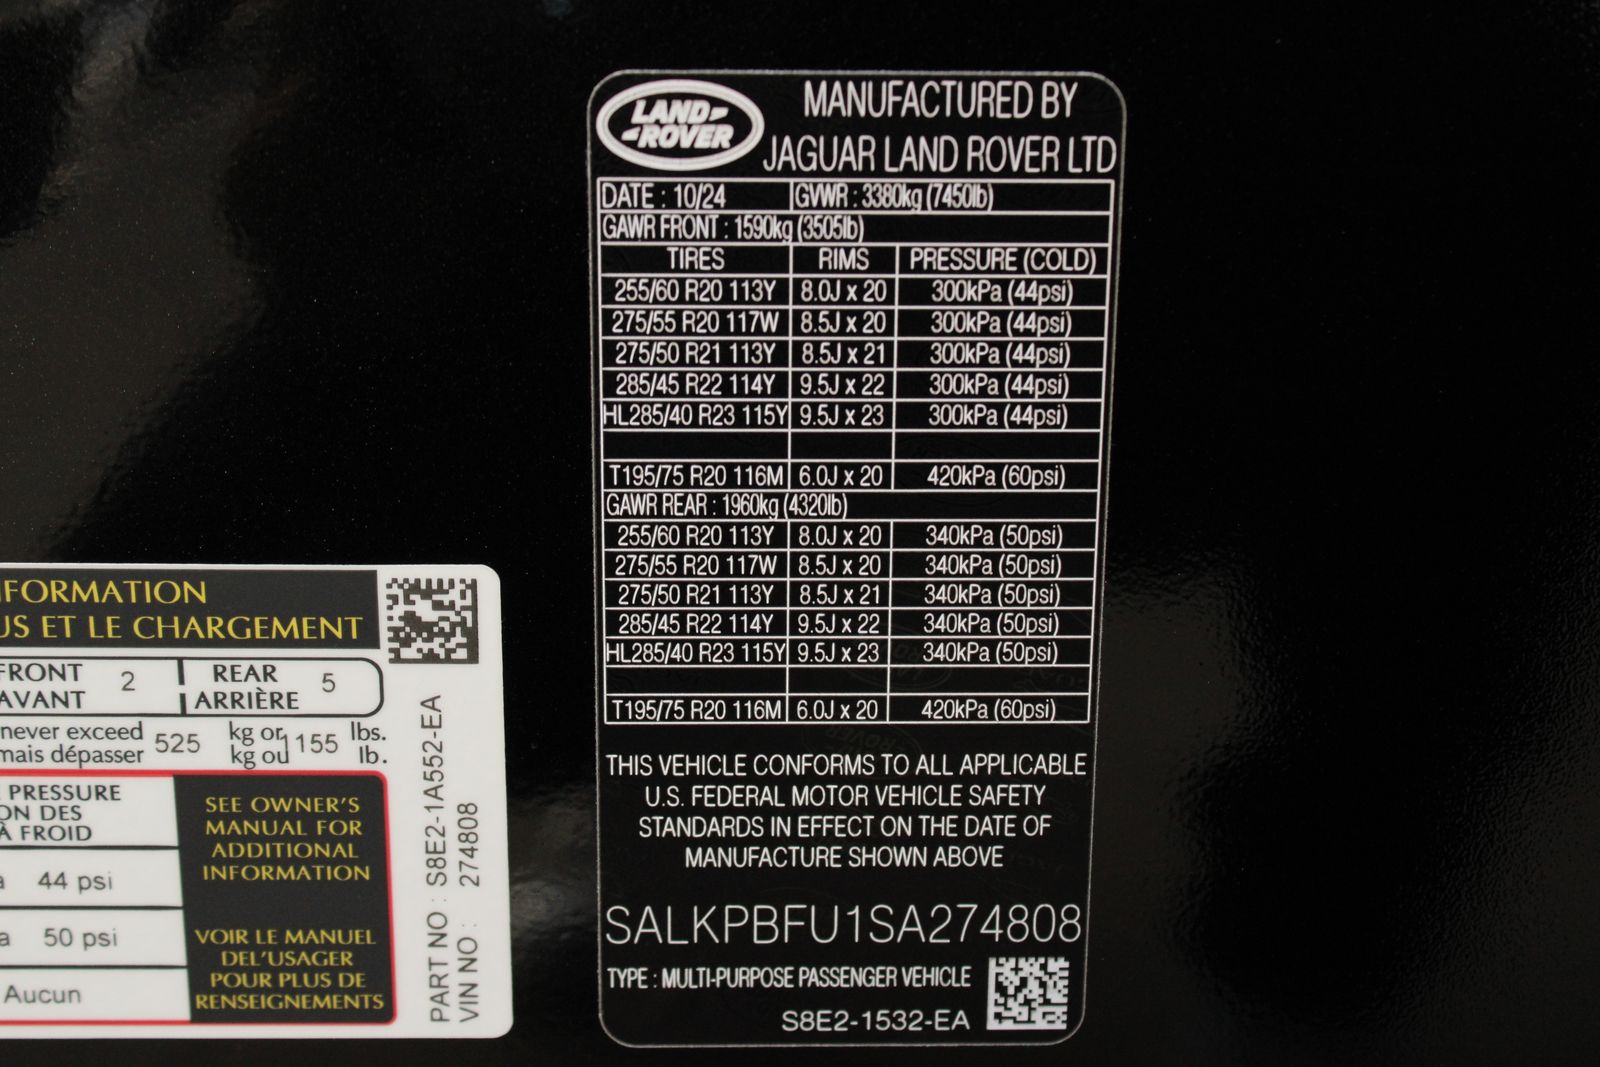 LAND
ROVER
MANUFACTURED BY
JAGUAR LAND ROVER LTD
DATE : 10/24 GVWR : 3380kg (7450lb)
GAWR FRONT : 1590kg (3505lb)
TIRES RIMS PRESSURE (COLD)
255/60 R20 113Y 8.0J x 20 300kPa (44psi)
275/55 R20 117W 8.5J x 20 300kPa (44psi)
275/50 R21 113Y 8.5J x 21 300kPa (44psi)
285/45 R22 114Y 9.5J x 22 300kPa (44psi)
HL285/40 R23 115Y 9.5J x 23 300kPa (44psi)
T195/75 R20 116M 6.0J x 20 420kPa (60psi)
GAWR REAR : 1960kg (4320lb)
255/60 R20 113Y 8.0J x 20 340kPa (50psi)
275/55 R20 117W 8.5J x 20 340kPa (50psi)
275/50 R21 113Y 8.5J x 21 340kPa (50psi)
285/45 R22 114Y 9.5J x 22 340kPa (50psi)
HL285/40 R23 115Y 9.5J x 23 340kPa (50psi)
T195/75 R20 116M 6.0J x 20 420kPa (60psi)
THIS VEHICLE CONFORMS TO ALL APPLICABLE
U.S. FEDERAL MOTOR VEHICLE SAFETY
STANDARDS IN EFFECT ON THE DATE OF
MANUFACTURE SHOWN ABOVE
SALKPBFU1SA274808
TYPE : MULTI-PURPOSE PASSENGER VEHICLE
S8E2-1532-EA
NFORMATION
US ET LE CHARGEMENT
FRONT 2 REAR 5
AVANT ARRIÈRE
never exceed 525 kg or 1155 lbs.
mais dépasser kg ou lb.
PRESSURE
ON DES
À FROID
44 psi
50 psi
Aucun
SEE OWNER'S
MANUAL FOR
ADDITIONAL
INFORMATION
VOIR LE MANUEL
DEL'USAGER
POUR PLUS DE
RENSEIGNEMENTS
PART NO : S8E2-1A552-EA
VIN NO : 274808